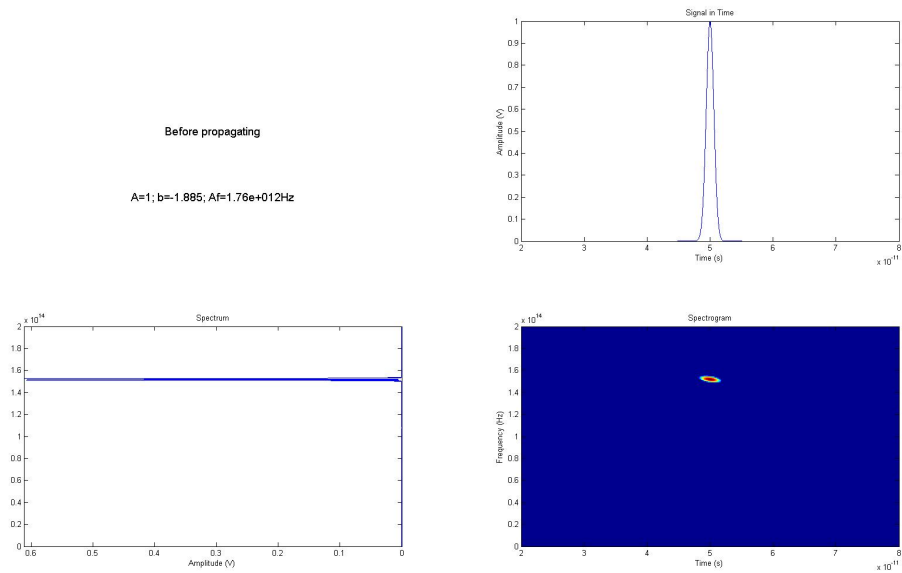 Before propagating
A=1; b=-1.885; Af=1.76e+012Hz
Signal in Time
1
0.9
0.8
0.7
0.6
0.5
0.4
0.3
0.2
0.1
0
Amplitude (V)
2 3 4 5 6 7 8
Time (s)
x 10^-11
Spectrum
x 10^14
2
1.8
1.6
1.4
1.2
1
0.8
0.6
0.4
0.2
0
0.6 0.5 0.4 0.3 0.2 0.1 0
Amplitude (V)
Spectrogram
x 10^14
2
1.8
1.6
1.4
1.2
1
0.8
0.6
0.4
0.2
0
Frequency (Hz)
2 3 4 5 6 7 8
Time (s)
x 10^-11